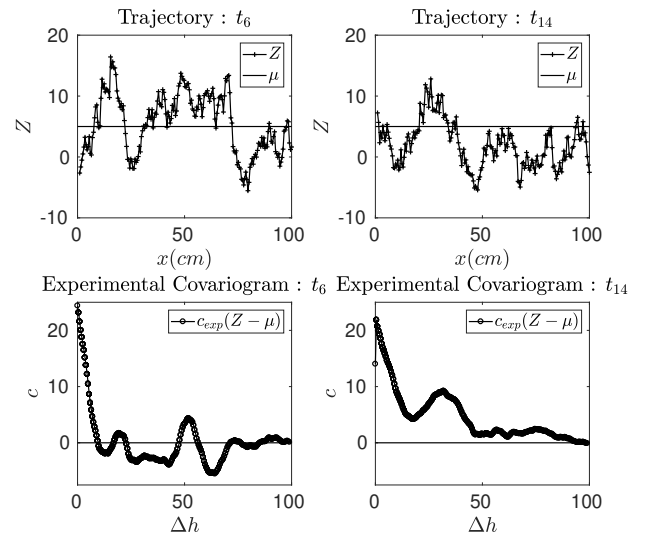 Trajectory : t₆
20
10
0
-10
Z
Z
μ
0
50
100
x(cm)
Trajectory : t₁₄
20
10
0
-10
Z
Z
μ
0
50
100
x(cm)
Experimental Covariogram : t₆
20
10
0
c
c_exp(Z − μ)
0
50
100
Δh
Experimental Covariogram : t₁₄
20
10
0
c
c_exp(Z − μ)
0
50
100
Δh